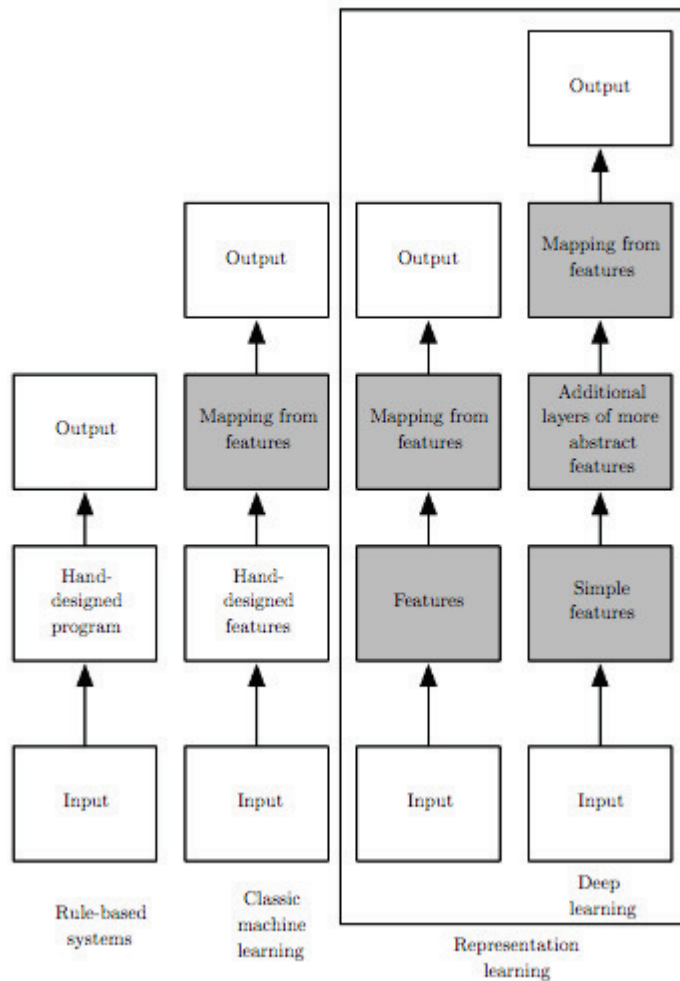 Output
Output
Output
Mapping from
features
Output
Mapping from
features
Mapping from
features
Additional
layers of more
abstract
features
Hand-
designed
program
Hand-
designed
features
Features
Simple
features
Input
Input
Input
Input
Rule-based
systems
Classic
machine
learning
Deep
learning
Representation
learning